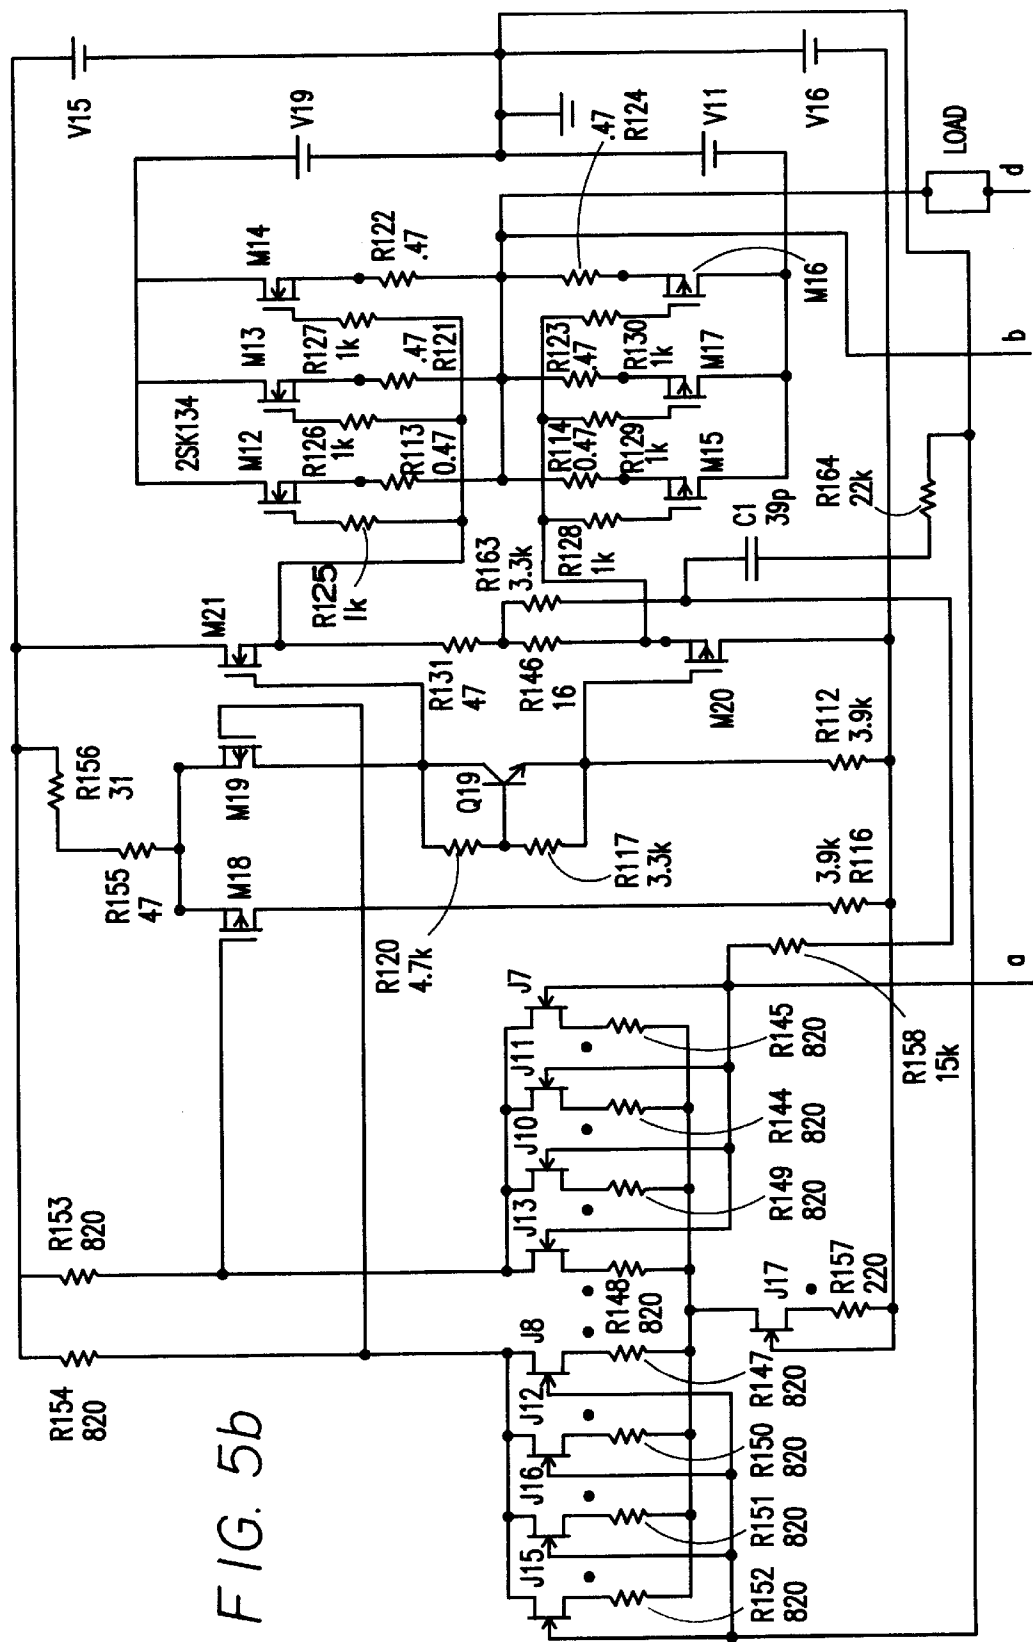 FIG. 5b
R154
820
R153
820
R155
47
R156
31
V15
M18
M19
M21
2SK134
M12
M13
M14
V19
R125
1k
R126
1k
R127
1k
R113
0.47
.47
R121
R122
.47
.47
R124
Q19
R120
4.7k
R117
3.3k
R131
47
R146
16
R163
3.3k
R128
1k
R114
0.47
R129
1k
R123
.47
R130
1k
M15
M17
M16
V11
V16
M20
C1
39p
R164
22k
R112
3.9k
3.9k
R116
J15
J16
J12
J8
J13
J10
J11
J7
R152
820
R151
820
R150
820
R147
820
R148
820
R149
820
R144
820
R145
820
J17
R157
220
R158
15k
LOAD
a
b
d